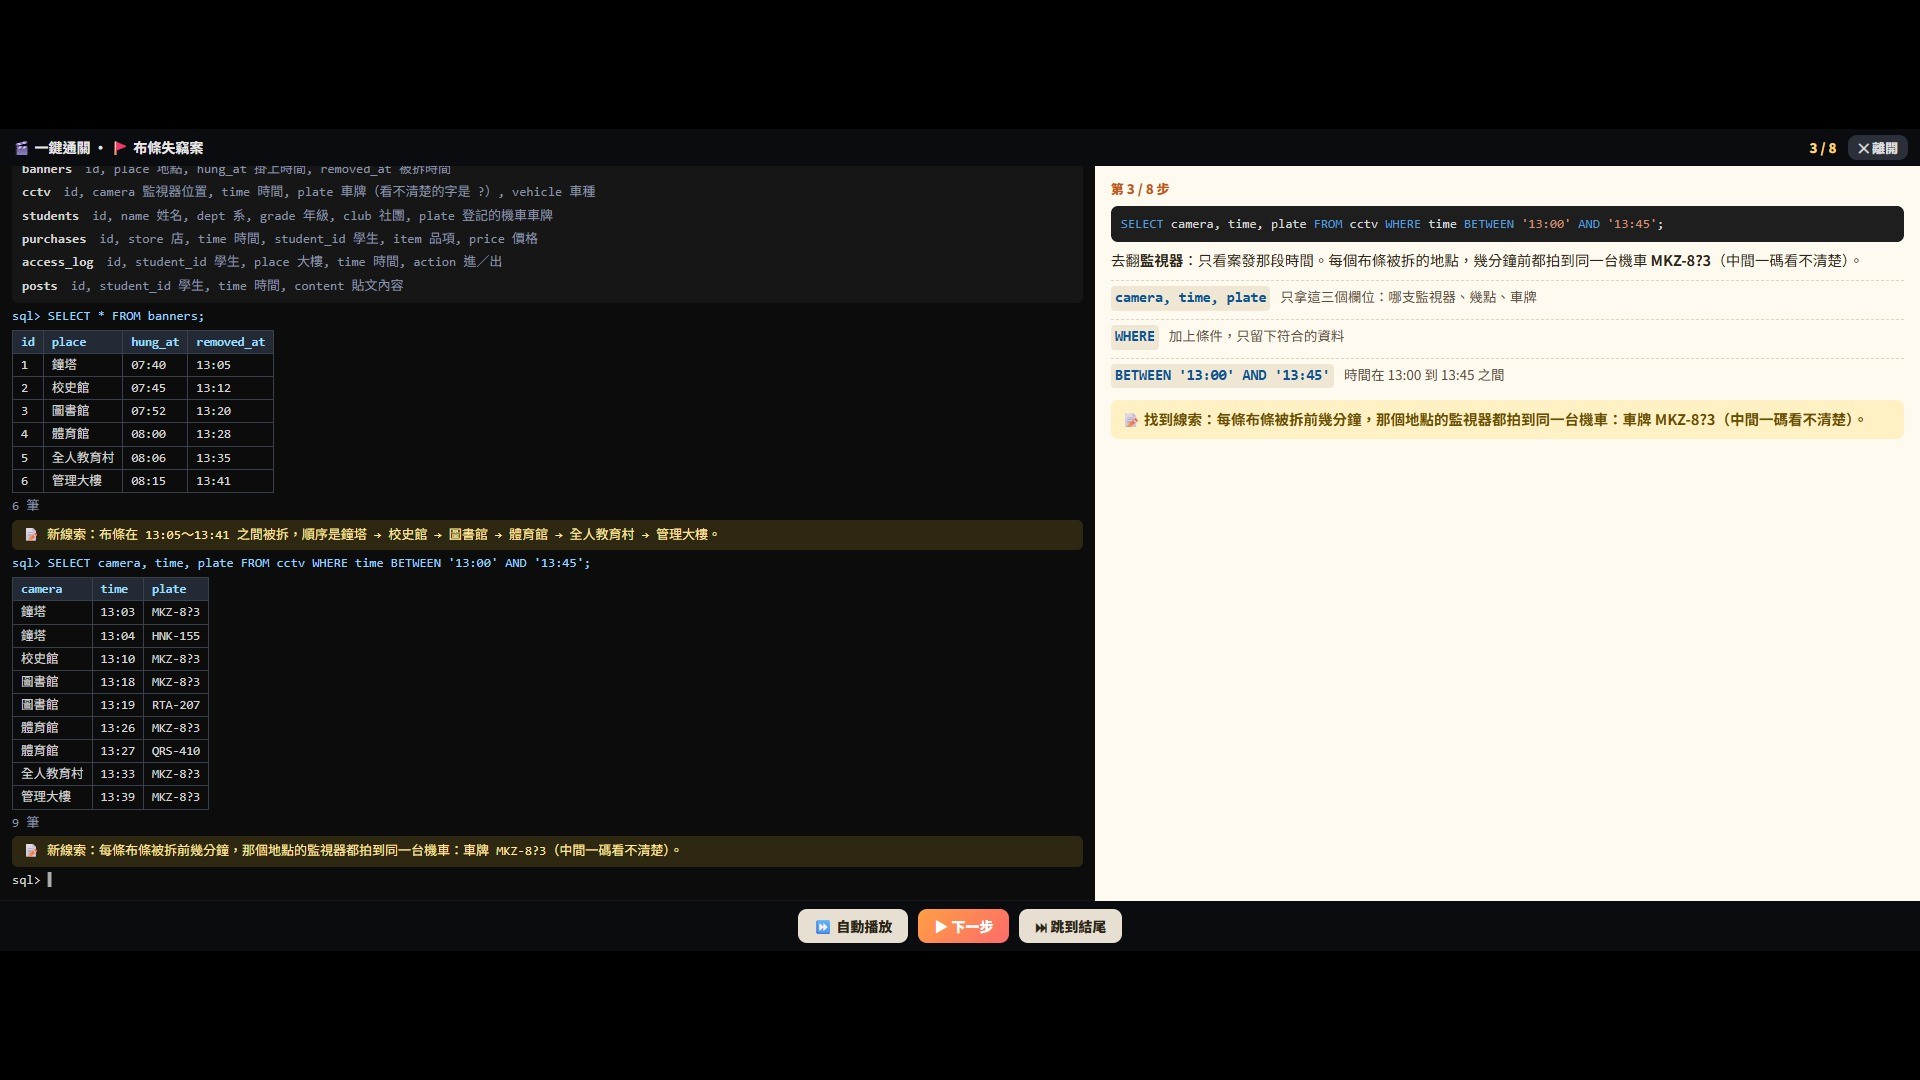 一鍵通關 • 布條失竊案
3 / 8 離開
banners id, place 地點, hung_at 掛上時間, removed_at 被拆時間
cctv id, camera 監視器位置, time 時間, plate 車牌（看不清楚的字是 ?）, vehicle 車種
students id, name 姓名, dept 系, grade 年級, club 社團, plate 登記的機車車牌
purchases id, store 店, time 時間, student_id 學生, item 品項, price 價格
access_log id, student_id 學生, place 大樓, time 時間, action 進／出
posts id, student_id 學生, time 時間, content 貼文內容
sql> SELECT * FROM banners;
id place hung_at removed_at
1 鐘塔 07:40 13:05
2 校史館 07:45 13:12
3 圖書館 07:52 13:20
4 體育館 08:00 13:28
5 全人教育村 08:06 13:35
6 管理大樓 08:15 13:41
6 筆
新線索：布條在 13:05～13:41 之間被拆，順序是鐘塔 → 校史館 → 圖書館 → 體育館 → 全人教育村 → 管理大樓。
sql> SELECT camera, time, plate FROM cctv WHERE time BETWEEN '13:00' AND '13:45';
camera time plate
鐘塔 13:03 MKZ-8?3
鐘塔 13:04 HNK-155
校史館 13:10 MKZ-8?3
圖書館 13:18 MKZ-8?3
圖書館 13:19 RTA-207
體育館 13:26 MKZ-8?3
體育館 13:27 QRS-410
全人教育村 13:33 MKZ-8?3
管理大樓 13:39 MKZ-8?3
9 筆
新線索：每條布條被拆前幾分鐘，那個地點的監視器都拍到同一台機車：車牌 MKZ-8?3（中間一碼看不清楚）。
sql>
第 3 / 8 步
SELECT camera, time, plate FROM cctv WHERE time BETWEEN '13:00' AND '13:45';
去翻監視器：只看案發那段時間。每個布條被拆的地點，幾分鐘前都拍到同一台機車 MKZ-8?3（中間一碼看不清楚）。
camera, time, plate 只拿這三個欄位：哪支監視器、幾點、車牌
WHERE 加上條件，只留下符合的資料
BETWEEN '13:00' AND '13:45' 時間在 13:00 到 13:45 之間
找到線索：每條布條被拆前幾分鐘，那個地點的監視器都拍到同一台機車：車牌 MKZ-8?3（中間一碼看不清楚）。
自動播放 下一步 跳到結尾